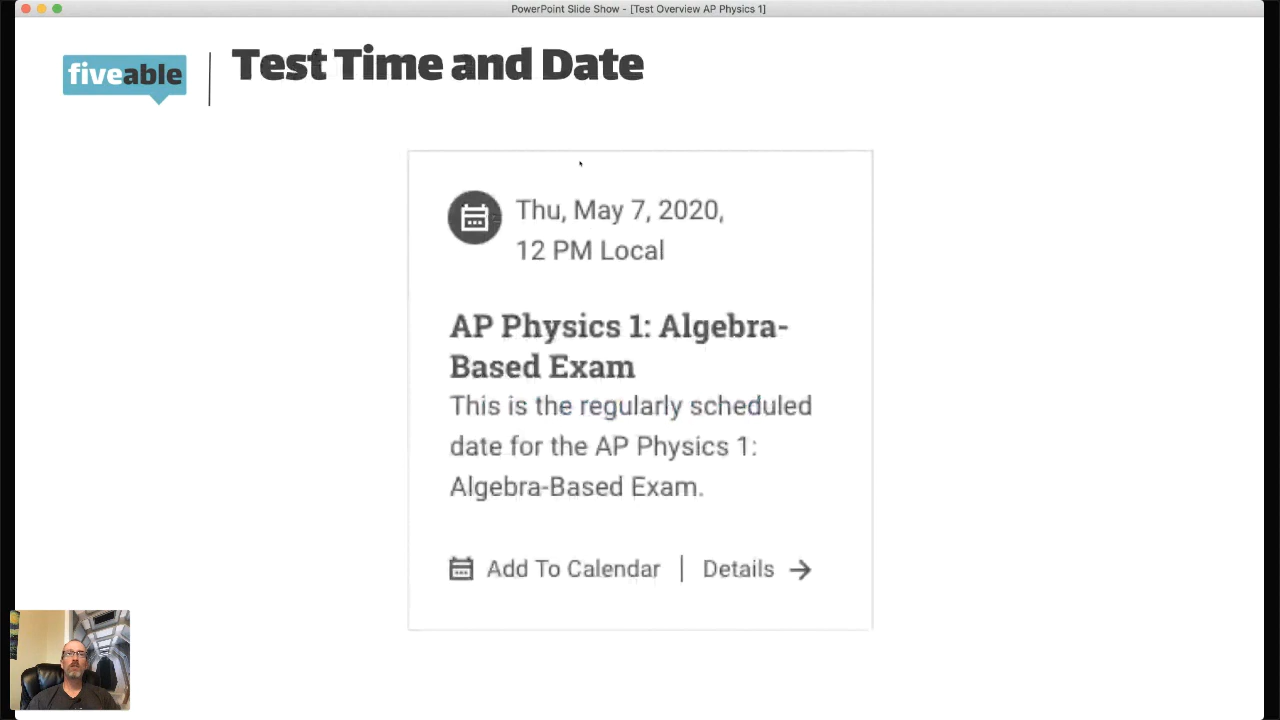 PowerPoint Slide Show - [Test Overview AP Physics 1]
fiveable
Test Time and Date
Thu, May 7, 2020,
12 PM Local
AP Physics 1: Algebra-
Based Exam
This is the regularly scheduled
date for the AP Physics 1:
Algebra-Based Exam.
Add To Calendar | Details →